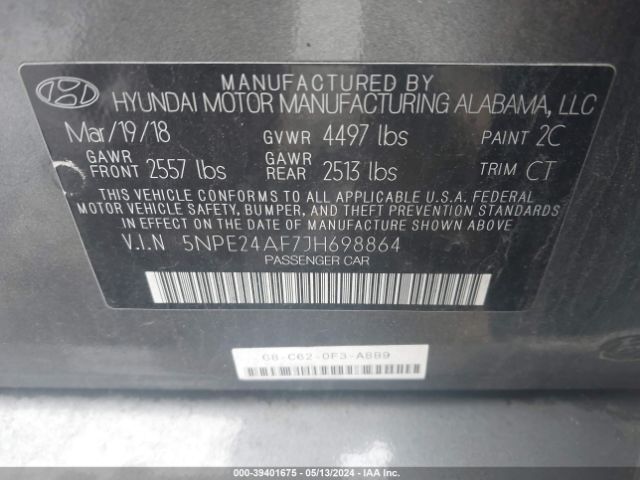 MANUFACTURED BY
HYUNDAI MOTOR MANUFACTURING ALABAMA, LLC
Mar/19/18 GVWR 4497 lbs PAINT 2C
GAWR FRONT 2557 lbs GAWR REAR 2513 lbs TRIM CT
THIS VEHICLE CONFORMS TO ALL APPLICABLE U.S.A. FEDERAL
MOTOR VEHICLE SAFETY, BUMPER, AND THEFT PREVENTION STANDARDS
IN EFFECT ON THE DATE OF MANUFACTURE SHOWN ABOVE.
V.I.N 5NPE24AF7JH698864
PASSENGER CAR
08-C62-0F3-A8B9
000-39401675 - 05/13/2024 - IAA Inc.